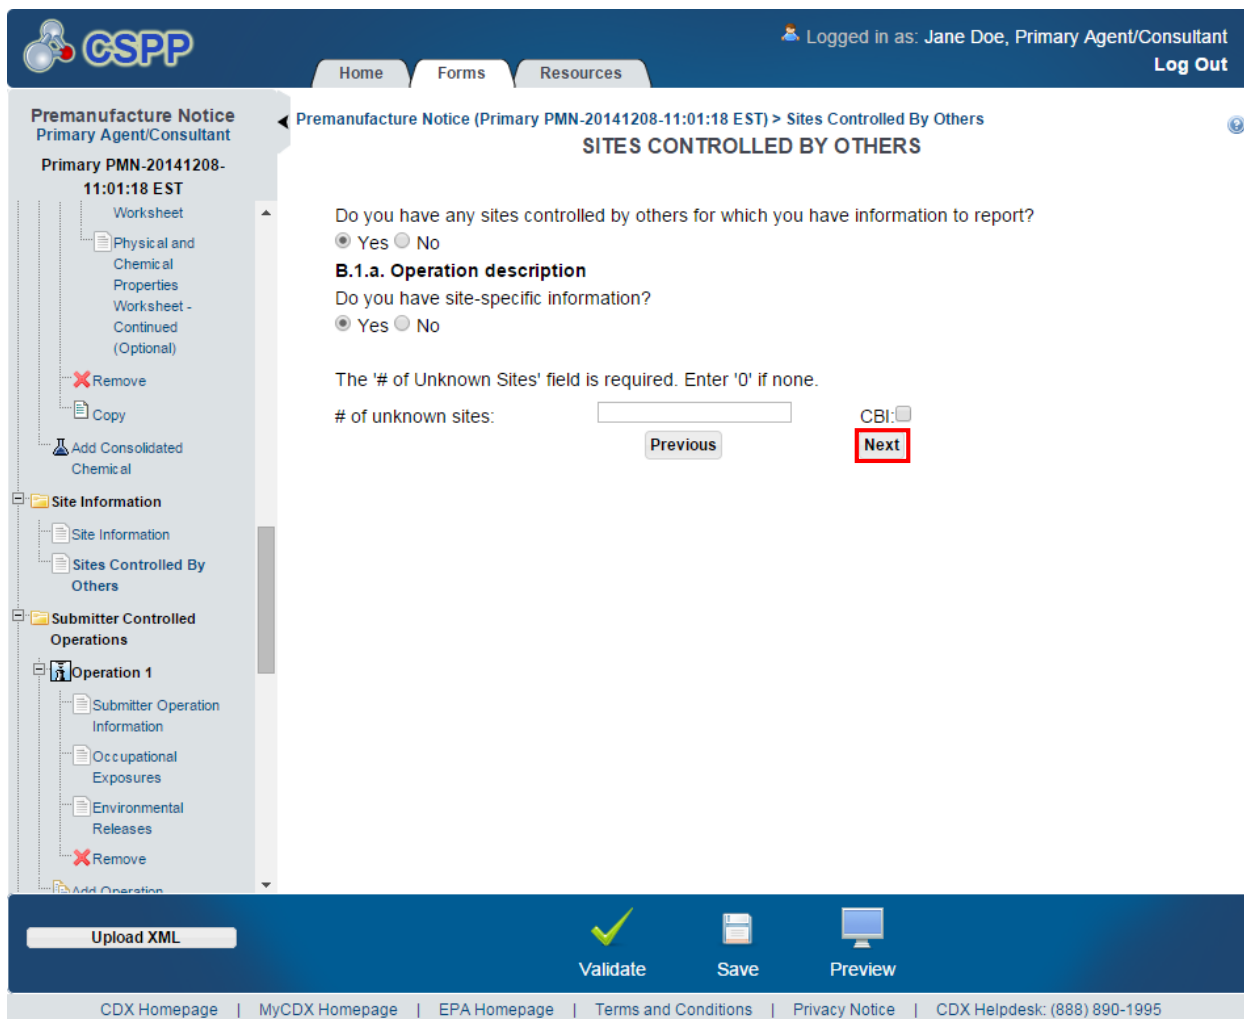 CSPP
Logged in as: Jane Doe, Primary Agent/Consultant
Log Out
Home
Forms
Resources
Premanufacture Notice
Primary Agent/Consultant
Primary PMN-20141208-
11:01:18 EST
Worksheet
Physical and
Chemical
Properties
Worksheet -
Continued
(Optional)
Remove
Copy
Add Consolidated
Chemical
Site Information
Site Information
Sites Controlled By
Others
Submitter Controlled
Operations
Operation 1
Submitter Operation
Information
Occupational
Exposures
Environmental
Releases
Remove
Add Operation
Premanufacture Notice (Primary PMN-20141208-11:01:18 EST) > Sites Controlled By Others
SITES CONTROLLED BY OTHERS
Do you have any sites controlled by others for which you have information to report?
Yes No
B.1.a. Operation description
Do you have site-specific information?
Yes No
The '# of Unknown Sites' field is required. Enter '0' if none.
# of unknown sites: CBI:
Previous Next
Upload XML
Validate Save Preview
CDX Homepage | MyCDX Homepage | EPA Homepage | Terms and Conditions | Privacy Notice | CDX Helpdesk: (888) 890-1995